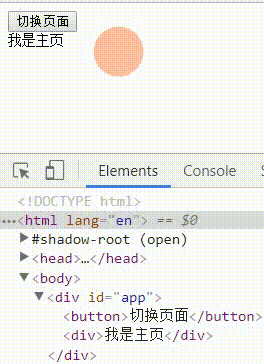 切换页面
我是主页
Elements
Console
<!DOCTYPE html>
…<html lang="en"> == $0
▶#shadow-root (open)
▶<head>…</head>
▼<body>
▼<div id="app">
<button>切换页面</button>
<div>我是主页</div>
</div>